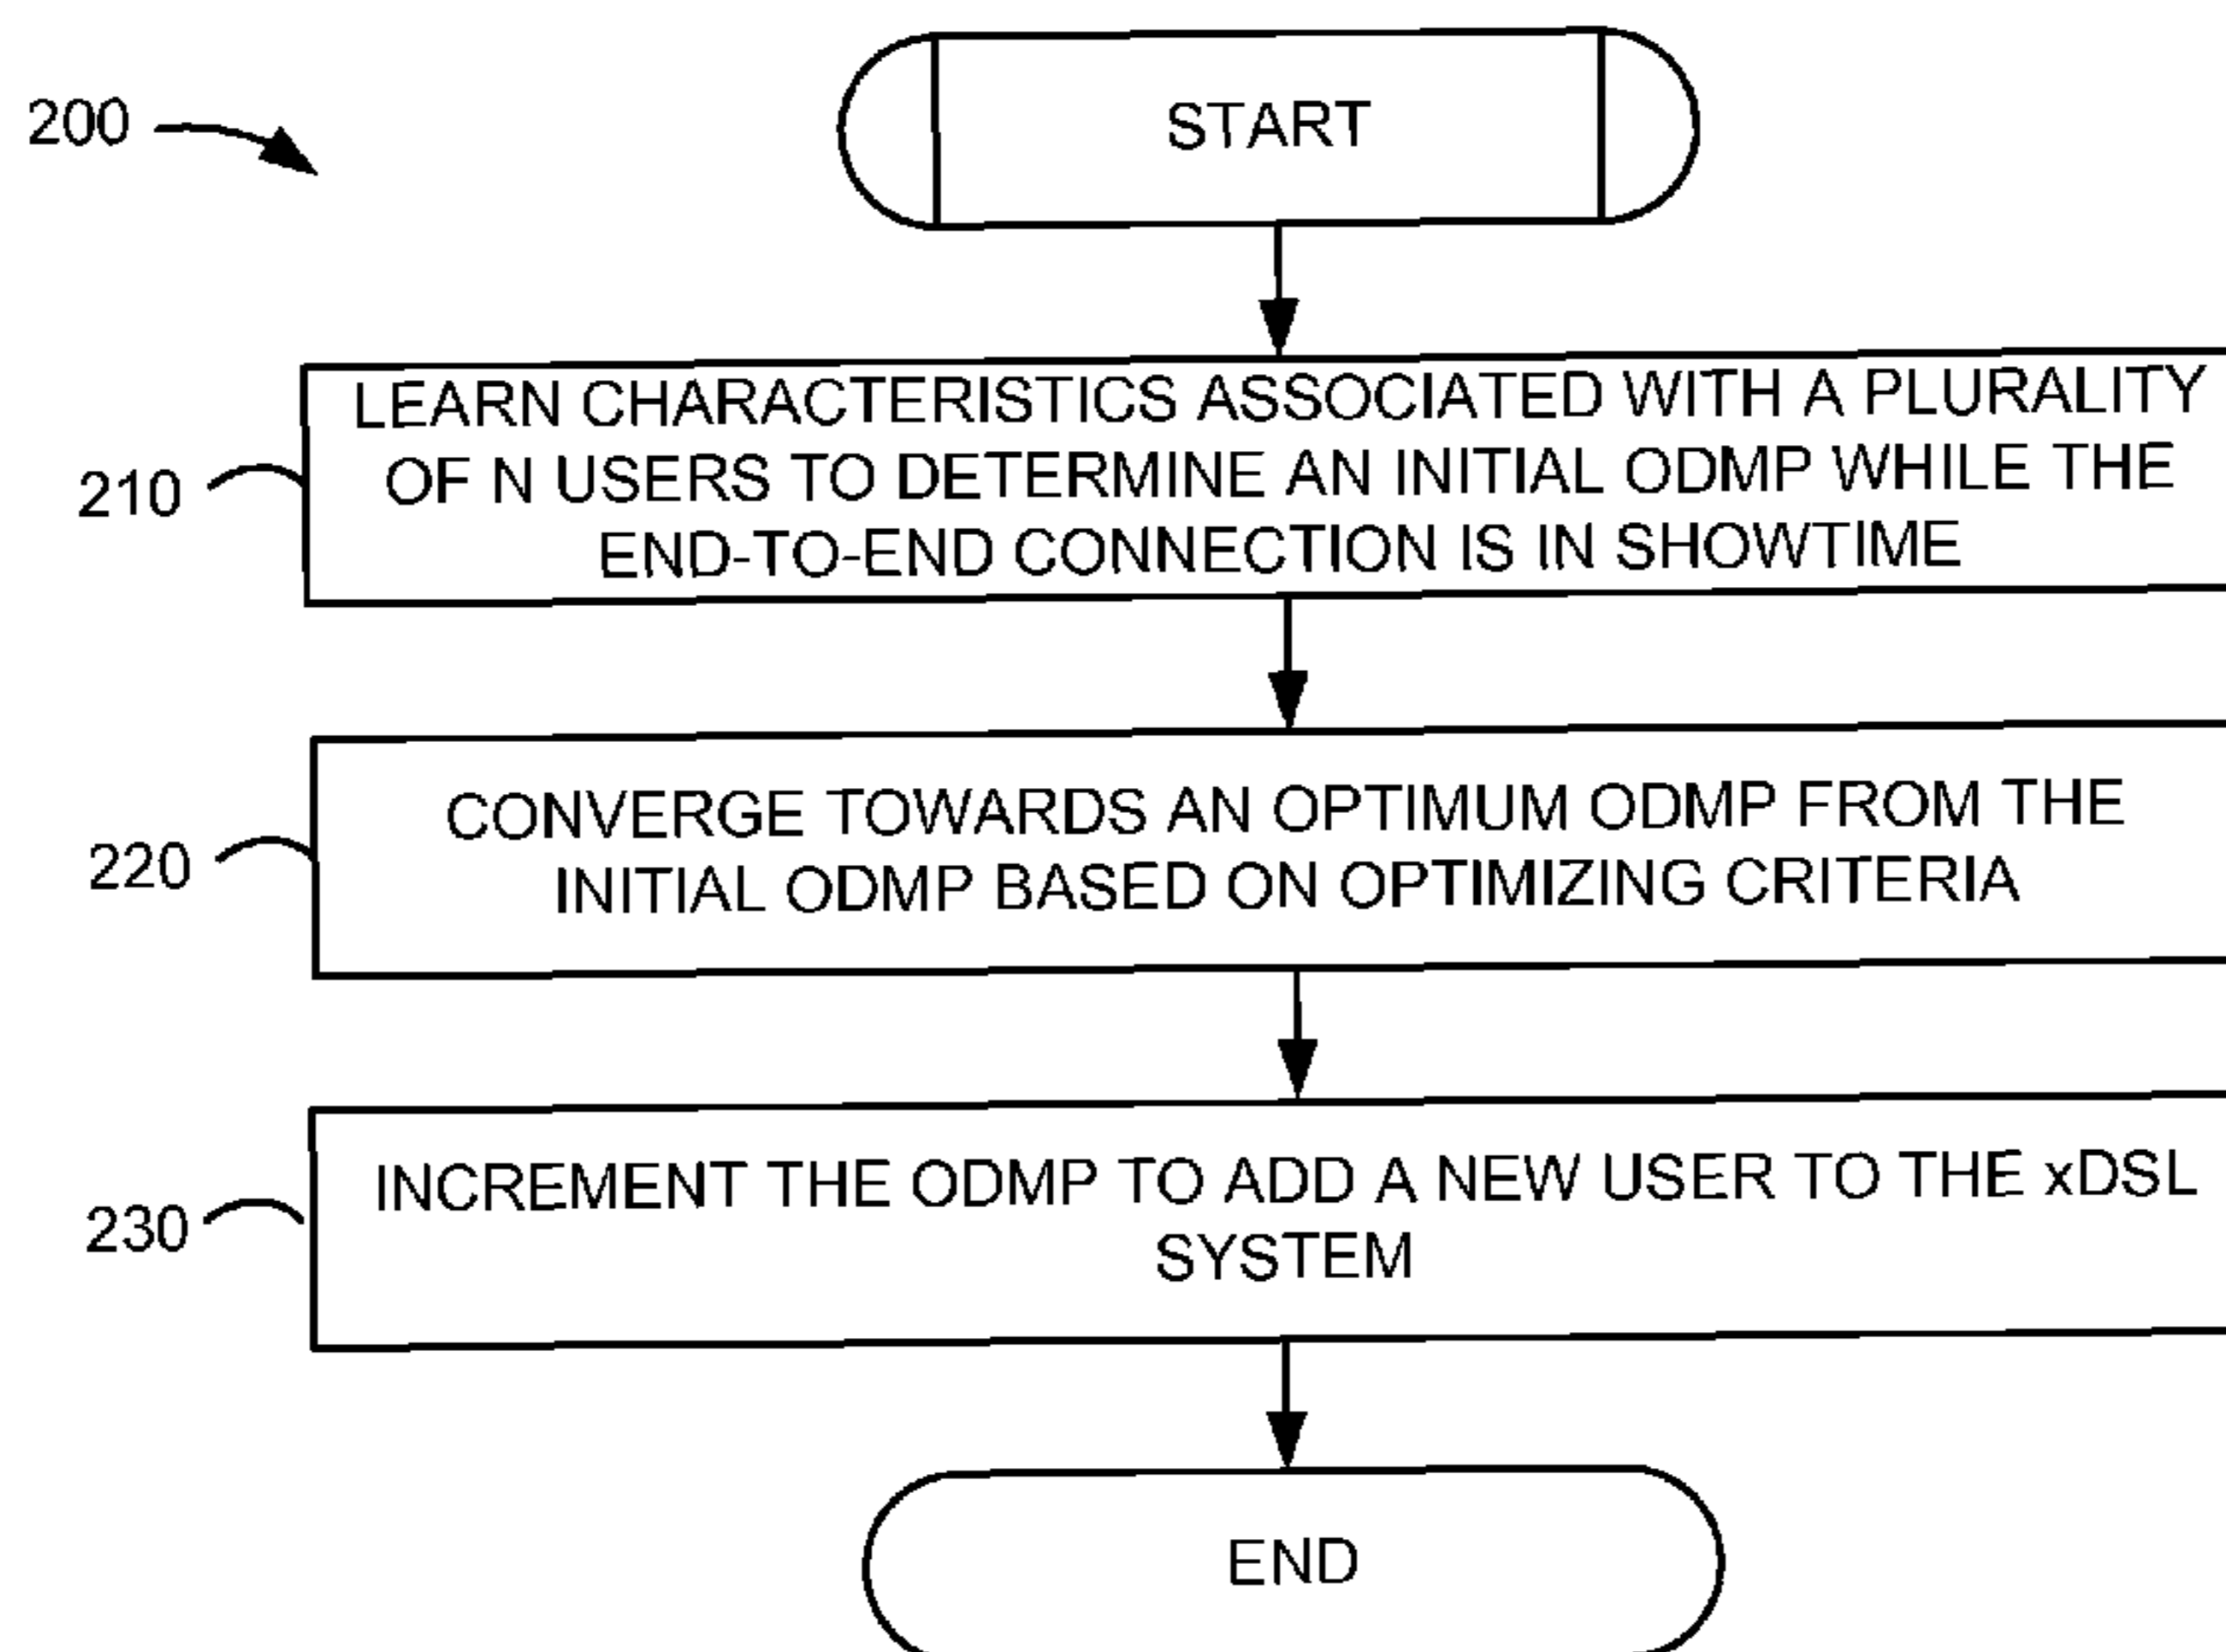 200
START
210
LEARN CHARACTERISTICS ASSOCIATED WITH A PLURALITY
OF N USERS TO DETERMINE AN INITIAL ODMP WHILE THE
END-TO-END CONNECTION IS IN SHOWTIME
220
CONVERGE TOWARDS AN OPTIMUM ODMP FROM THE
INITIAL ODMP BASED ON OPTIMIZING CRITERIA
230
INCREMENT THE ODMP TO ADD A NEW USER TO THE xDSL
SYSTEM
END